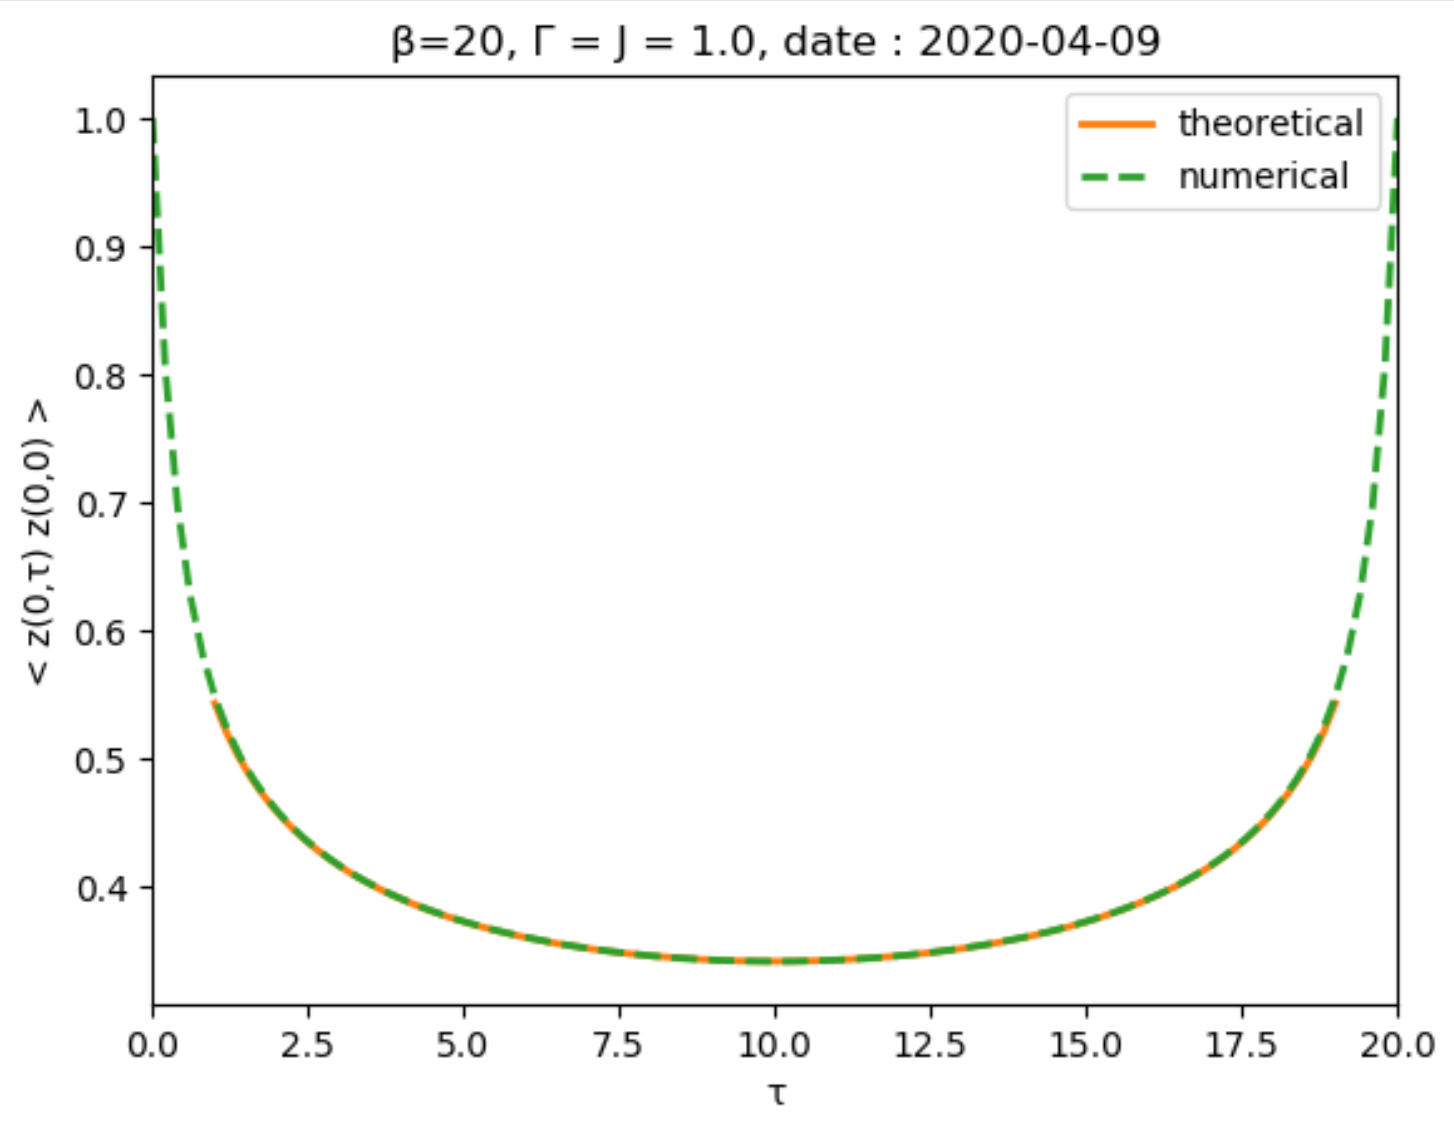 β=20, Γ = J = 1.0, date : 2020-04-09
theoretical
numerical
< z(0,τ) z(0,0) >
1.0
0.9
0.8
0.7
0.6
0.5
0.4
0.0 2.5 5.0 7.5 10.0 12.5 15.0 17.5 20.0
τ